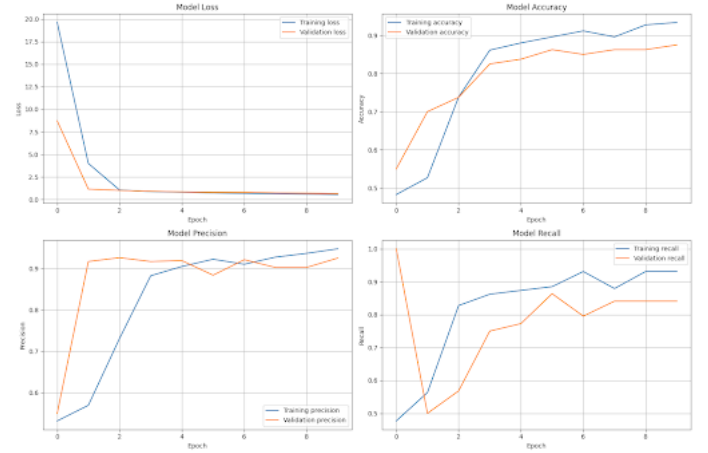 Model Loss
20.0
17.5
15.0
12.5
10.0
7.5
5.0
2.5
0.0
Loss
0 2 4 6 8
Epoch
Training loss
Validation loss
Model Accuracy
0.9
0.8
0.7
0.6
0.5
Accuracy
0 2 4 6 8
Epoch
Training accuracy
Validation accuracy
Model Precision
0.9
0.8
0.7
0.6
Precision
0 2 4 6 8
Epoch
Training precision
Validation precision
Model Recall
1.0
0.9
0.8
0.7
0.6
0.5
Recall
0 2 4 6 8
Epoch
Training recall
Validation recall